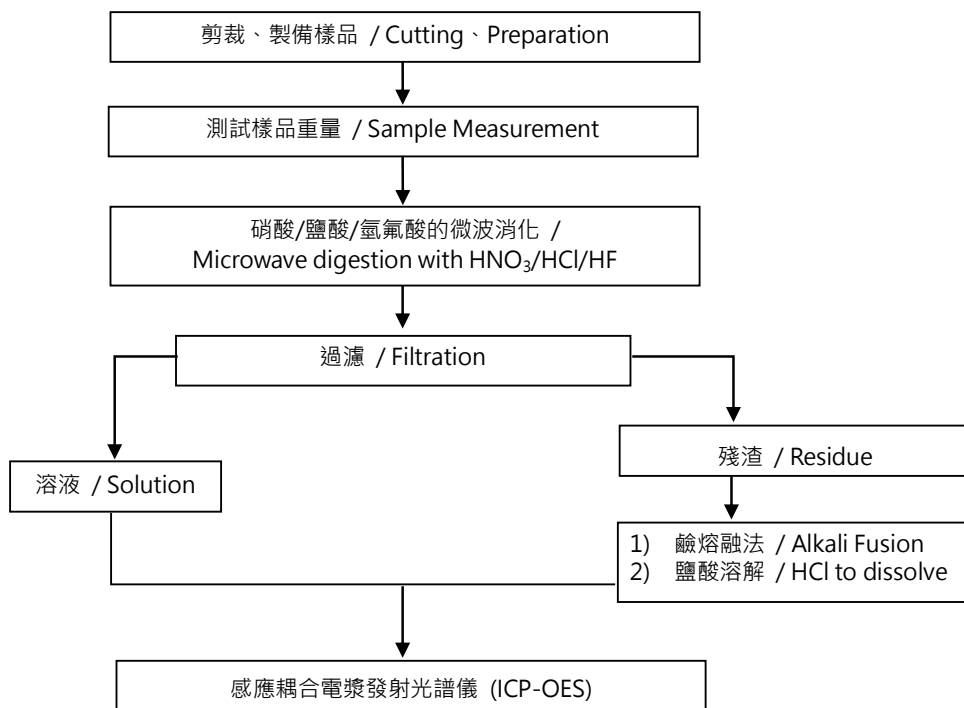 剪裁、製備樣品 / Cutting、Preparation
測試樣品重量 / Sample Measurement
硝酸/鹽酸/氫氟酸的微波消化 /
Microwave digestion with HNO₃/HCl/HF
過濾 / Filtration
溶液 / Solution
殘渣 / Residue
1) 鹼熔融法 / Alkali Fusion
2) 鹽酸溶解 / HCl to dissolve
感應耦合電漿發射光譜儀 (ICP-OES)